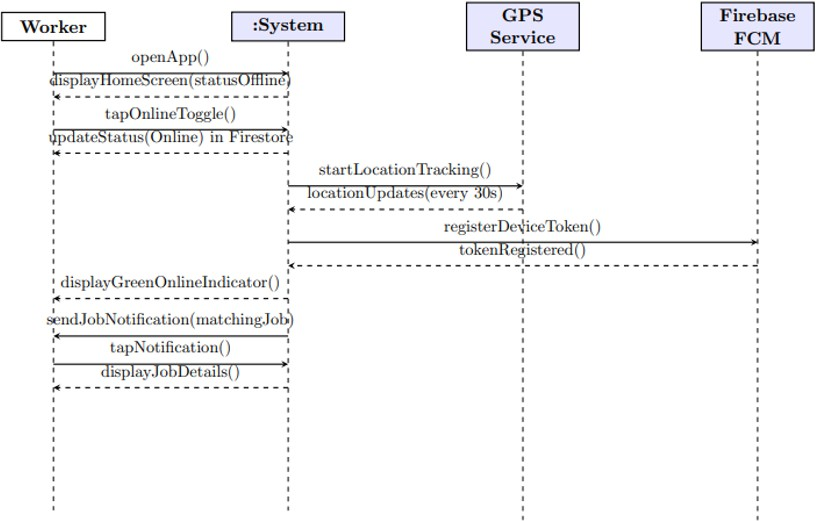 Worker
:System
GPS
Service
Firebase
FCM
openApp()
displayHomeScreen(statusOffline)
tapOnlineToggle()
updateStatus(Online) in Firestore
startLocationTracking()
locationUpdates(every 30s)
registerDeviceToken()
tokenRegistered()
displayGreenOnlineIndicator()
sendJobNotification(matchingJob)
tapNotification()
displayJobDetails()